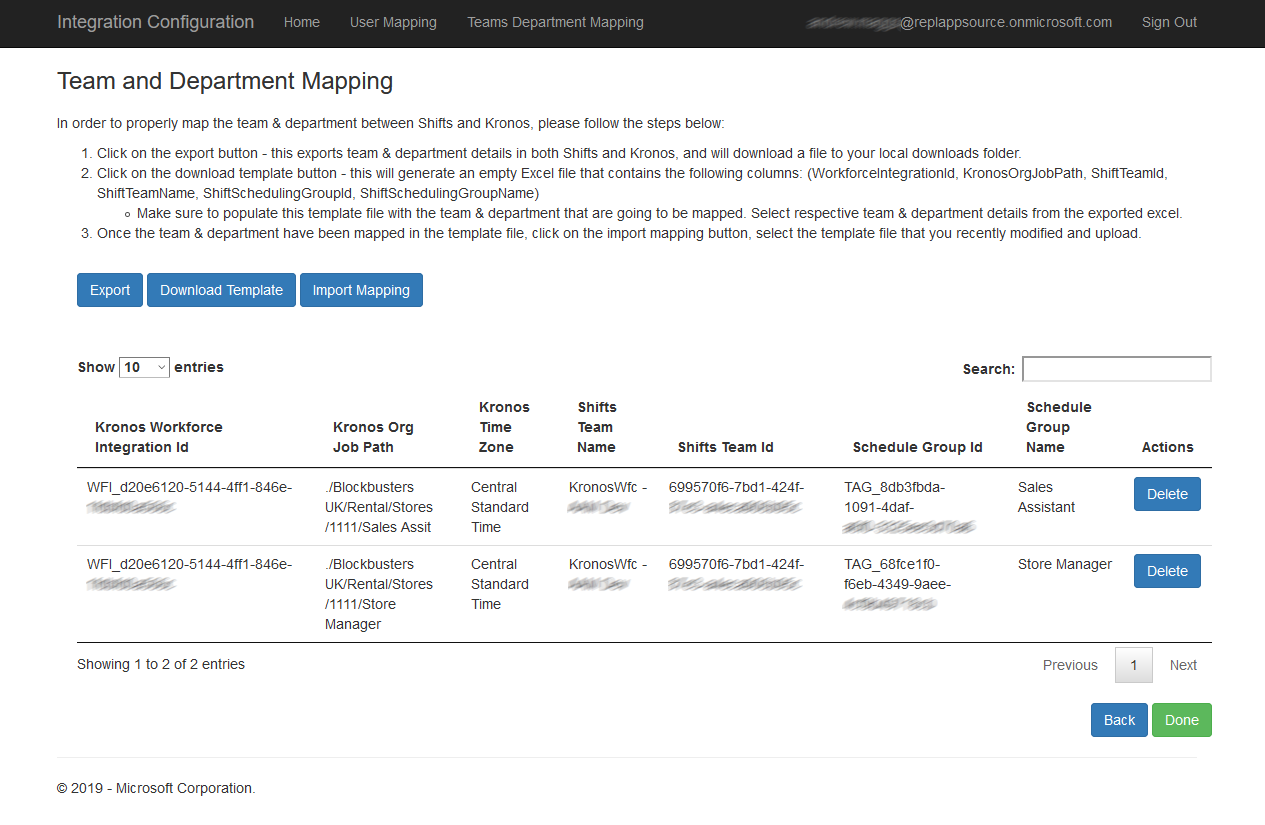 Integration Configuration Home User Mapping Teams Department Mapping @replappsource.onmicrosoft.com Sign Out
Team and Department Mapping
In order to properly map the team & department between Shifts and Kronos, please follow the steps below:
1. Click on the export button - this exports team & department details in both Shifts and Kronos, and will download a file to your local downloads folder.
2. Click on the download template button - this will generate an empty Excel file that contains the following columns: (WorkforceIntegrationId, KronosOrgJobPath, ShiftTeamId,
ShiftTeamName, ShiftSchedulingGroupId, ShiftSchedulingGroupName)
Make sure to populate this template file with the team & department that are going to be mapped. Select respective team & department details from the exported excel.
3. Once the team & department have been mapped in the template file, click on the import mapping button, select the template file that you recently modified and upload.
Export Download Template Import Mapping
Show 10 entries Search:
Kronos Workforce
Integration Id
Kronos Org
Job Path
Kronos
Time
Zone
Shifts
Team
Name
Shifts Team Id
Schedule Group Id
Schedule
Group
Name
Actions
WFI_d20e6120-5144-4ff1-846e-
./Blockbusters
UK/Rental/Stores
/1111/Sales Assit
Central
Standard
Time
KronosWfc -
699570f6-7bd1-424f-
TAG_8db3fbda-
1091-4daf-
Sales
Assistant
Delete
WFI_d20e6120-5144-4ff1-846e-
./Blockbusters
UK/Rental/Stores
/1111/Store
Manager
Central
Standard
Time
KronosWfc -
699570f6-7bd1-424f-
TAG_68fce1f0-
f6eb-4349-9aee-
Store Manager
Delete
Showing 1 to 2 of 2 entries Previous 1 Next
Back Done
© 2019 - Microsoft Corporation.